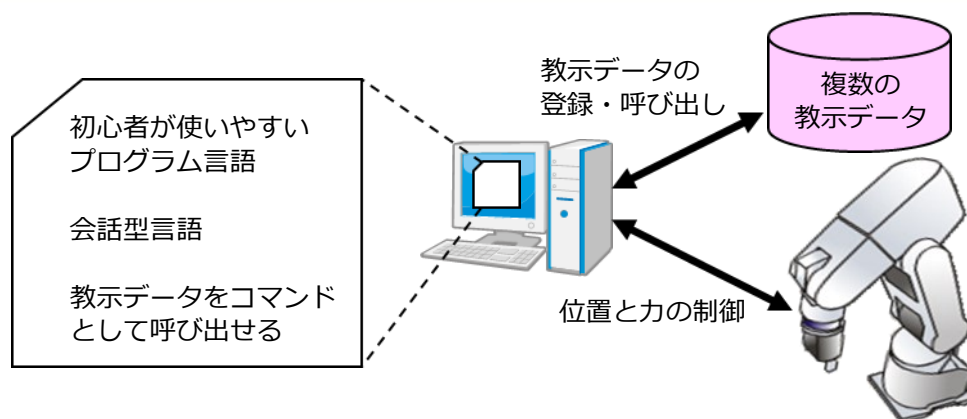 初心者が使いやすい
プログラム言語
会話型言語
教示データをコマンド
として呼び出せる
教示データの
登録・呼び出し
複数の
教示データ
位置と力の制御